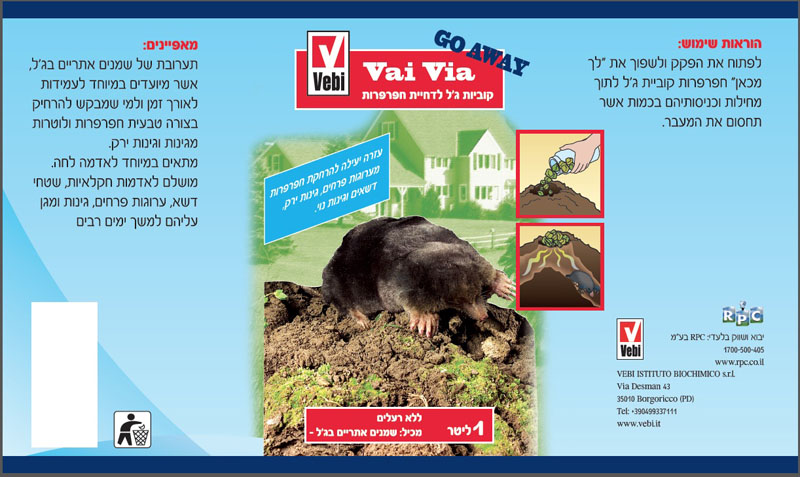 הוראות שימוש:
לפתוח את הפקק ולשפוך את "לך
מכאן" חפרפרות קוביית ג'ל לתוך
מחילות וכניסותיהם בכמות אשר
תחסום את המעבר.
GO AWAY
Vebi
Vai Via
קוביות ג'ל לדחיית חפרפרות
עזרה יעילה להרחקת חפרפרות
מערוגות פרחים, גינות ירק,
דשאים וגינות נוי.
ללא רעלים
1 ליטר
מכיל: שמנים אתריים בג'ל -
מאפיינים:
תערובת של שמנים אתריים בג'ל,
אשר מיועדים במיוחד לעמידות
לאורך זמן ולמי שמבקש להרחיק
בצורה טבעית חפרפרות ולוטרות
מגינות וגינות ירק.
מתאים במיוחד לאדמה לחה.
מושלם לאדמות חקלאיות, שטחי
דשא, ערוגות פרחים, גינות ומגן
עליהם למשך ימים רבים
RPC
יבוא ושווק בלעדי: RPC בע"מ
1700-500-405
www.rpc.co.il
Vebi
VEBI ISTITUTO BIOCHIMICO s.r.l.
Via Desman 43
35010 Borgoricco (PD)
Tel: +390499337111
www.vebi.it